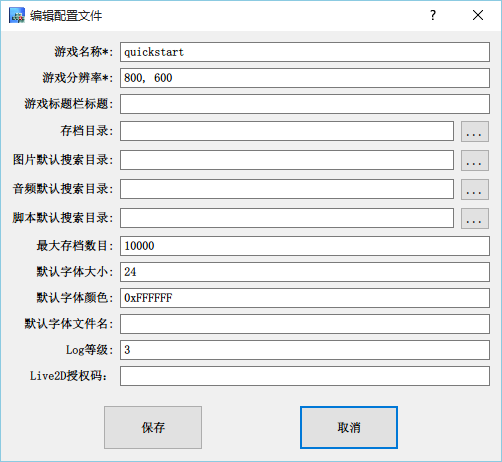 编辑配置文件
游戏名称*: quickstart
游戏分辨率*: 800, 600
游戏标题栏标题:
存档目录: ...
图片默认搜索目录: ...
音频默认搜索目录: ...
脚本默认搜索目录: ...
最大存档数目: 10000
默认字体大小: 24
默认字体颜色: 0xFFFFFF
默认字体文件名:
Log等级: 3
Live2D授权码:
保存 取消